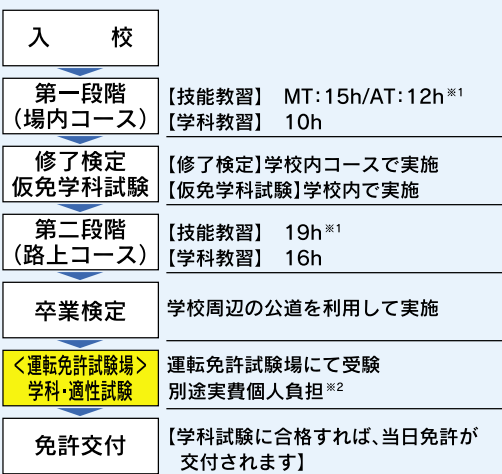 入　校
第一段階
（場内コース）
【技能教習】　MT：15h/AT：12h※1
【学科教習】　10h
修了検定
仮免学科試験
【修了検定】学校内コースで実施
【仮免学科試験】学校内で実施
第二段階
（路上コース）
【技能教習】　19h※1
【学科教習】　16h
卒業検定
学校周辺の公道を利用して実施
＜運転免許試験場＞
学科・適性試験
運転免許試験場にて受験
別途実費個人負担※2
免許交付
【学科試験に合格すれば、当日免許が
交付されます】